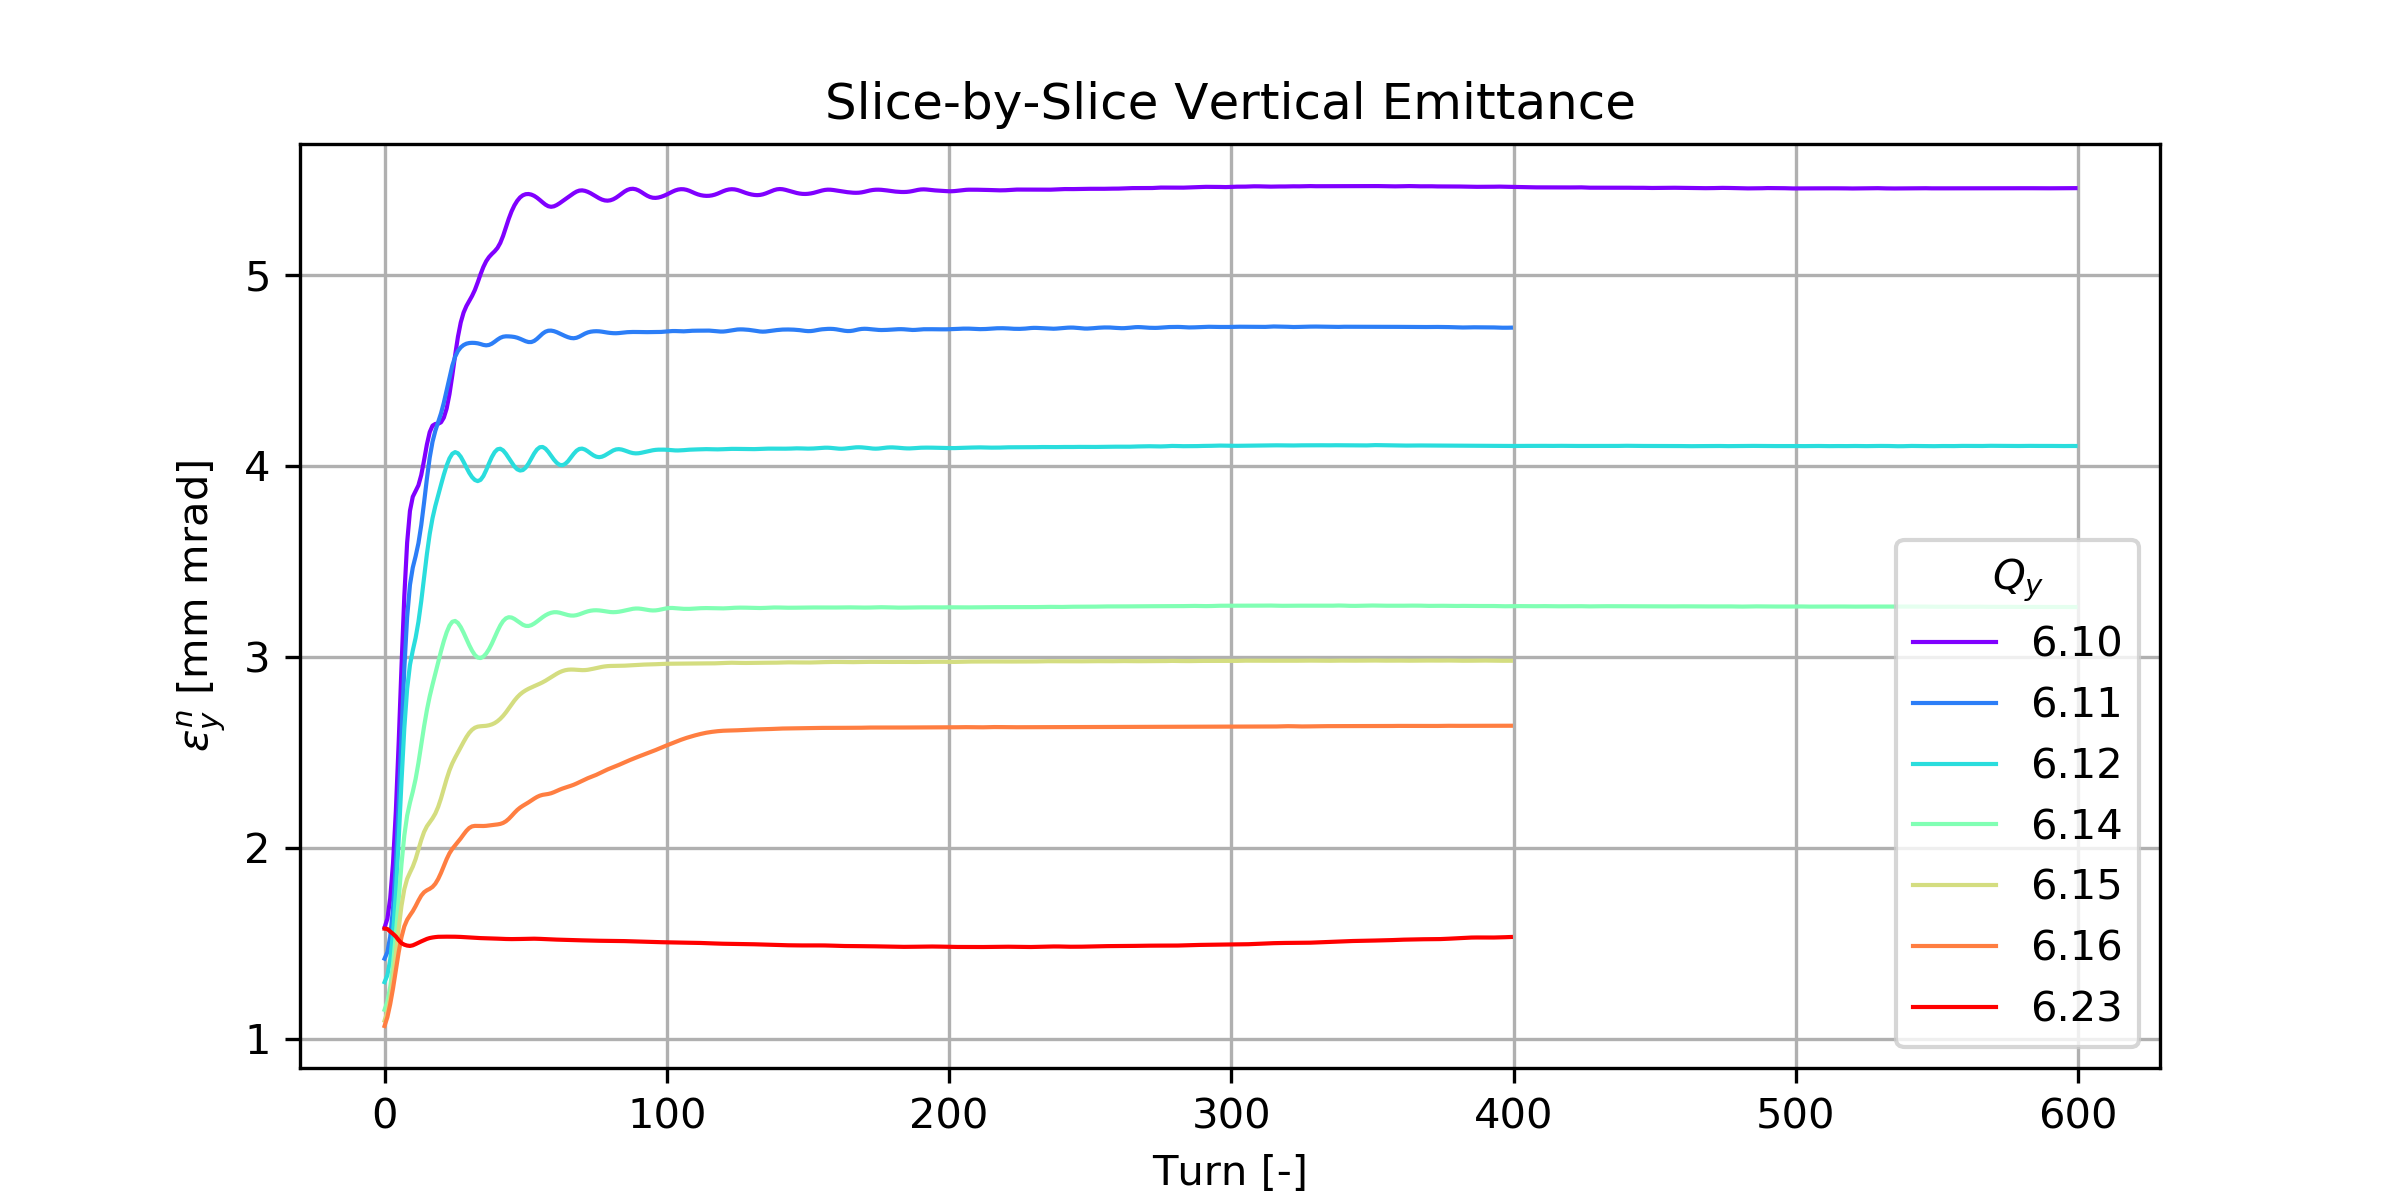 Slice-by-Slice Vertical Emittance
εⁿᵧ [mm mrad]
5
4
3
2
1
Q_y
6.10
6.11
6.12
6.14
6.15
6.16
6.23
0 100 200 300 400 500 600
Turn [-]